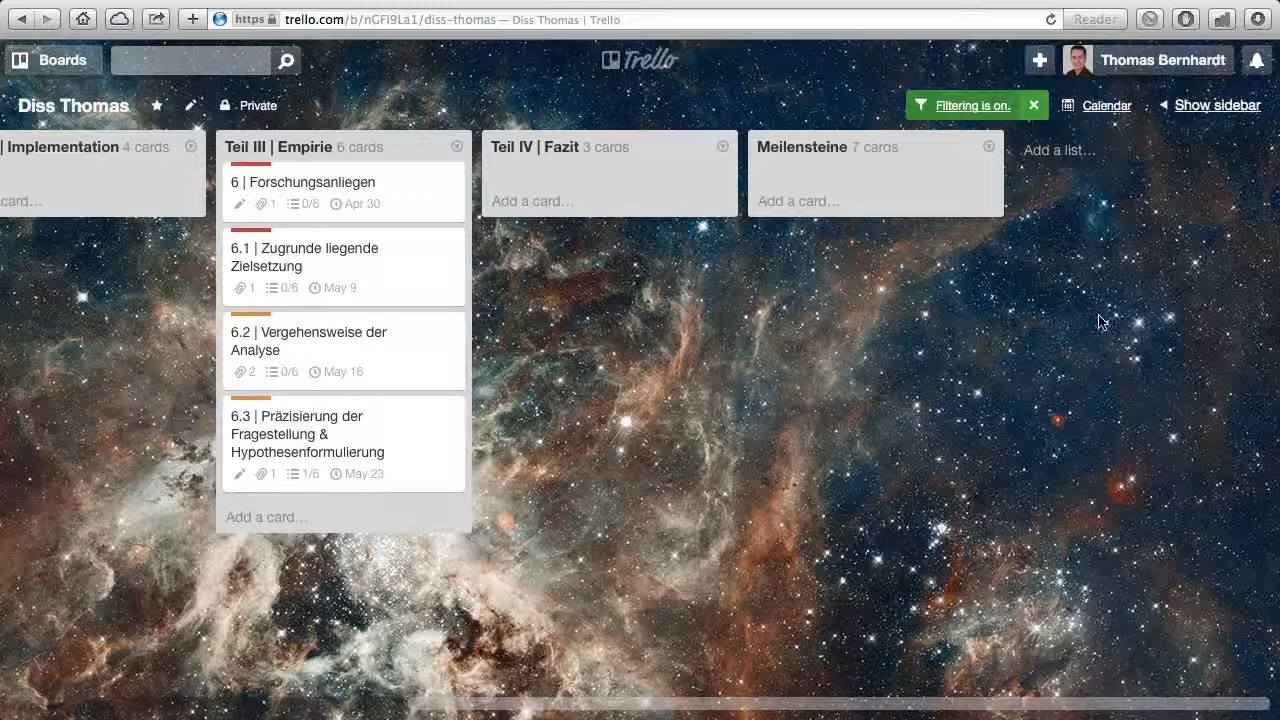 https trello.com/b/nGFI9La1/diss-thomas — Diss Thomas | Trello Reader
Boards Trello Thomas Bernhardt
Diss Thomas Private Filtering is on. Calendar Show sidebar
| Implementation 4 cards
card...
Teil III | Empirie 6 cards
6 | Forschungsanliegen
1 0/6 Apr 30
6.1 | Zugrunde liegende
Zielsetzung
1 0/6 May 9
6.2 | Vergehensweise der
Analyse
2 0/6 May 16
6.3 | Präzisierung der
Fragestellung &
Hypothesenformulierung
1 1/6 May 23
Add a card...
Teil IV | Fazit 3 cards
Add a card...
Meilensteine 7 cards
Add a card...
Add a list...